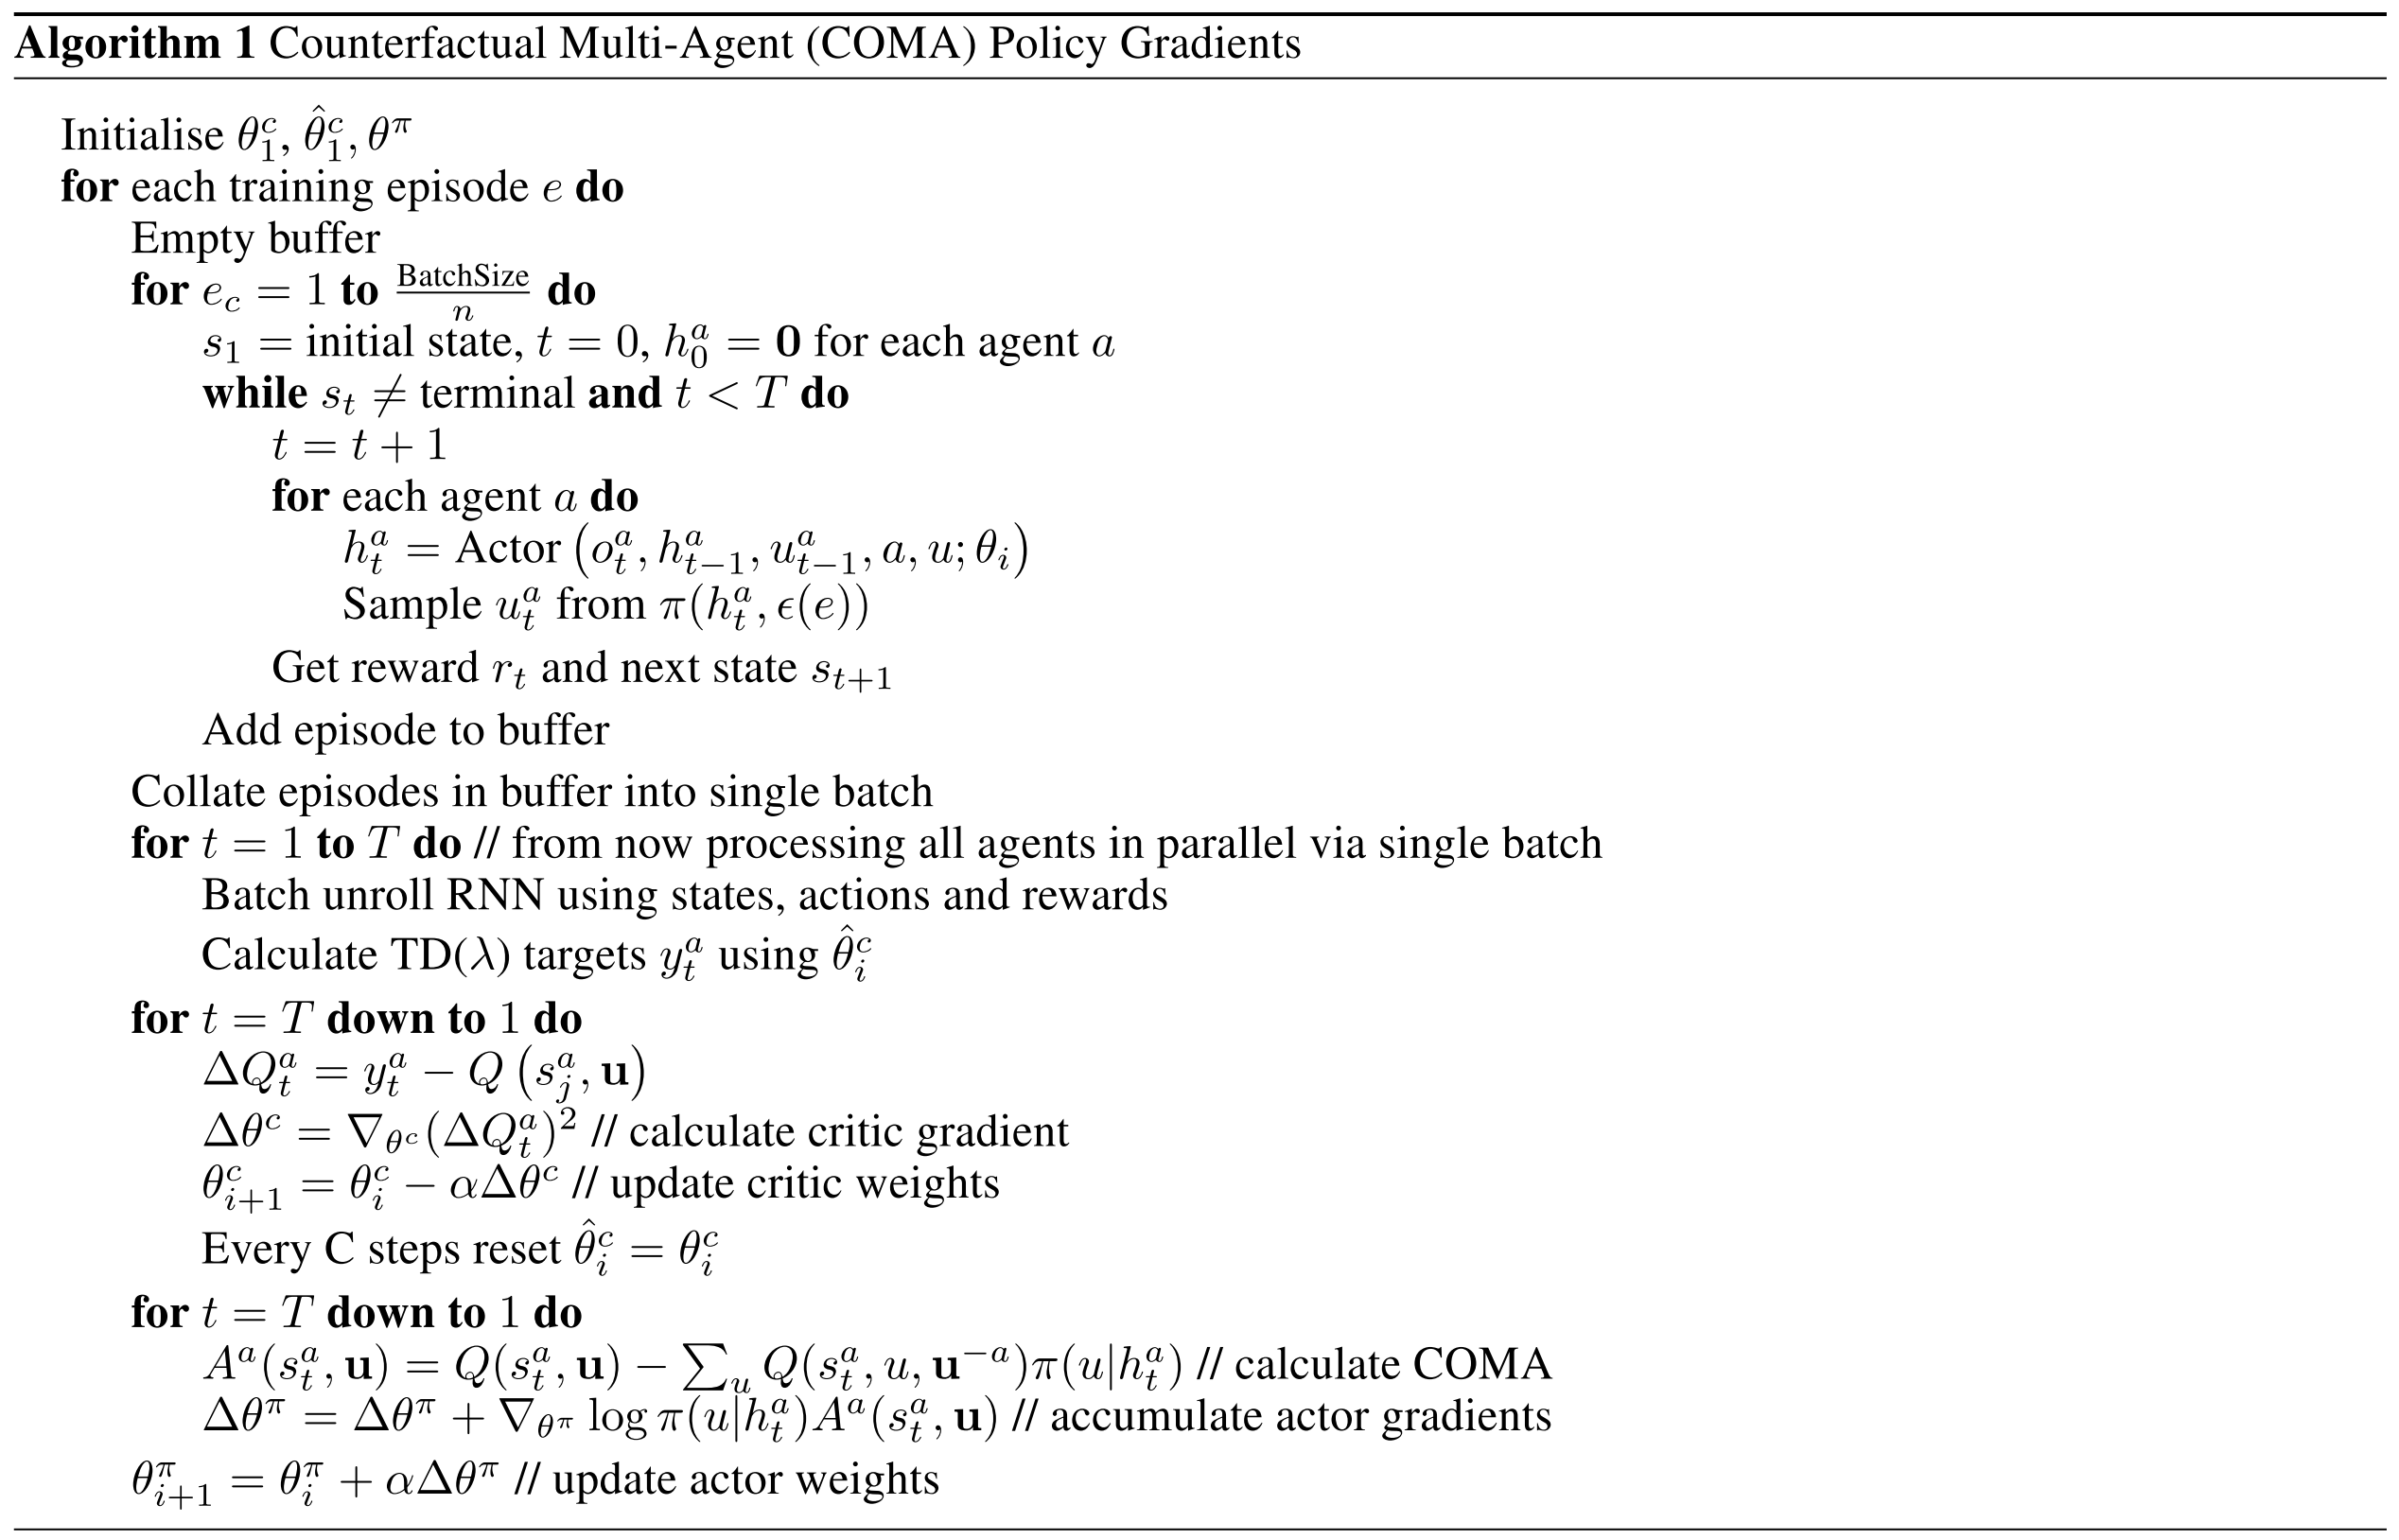 Algorithm 1 Counterfactual Multi-Agent (COMA) Policy Gradients
Initialise $\theta_1^c, \hat{\theta}_1^c, \theta^\pi$
for each training episode $e$ do
Empty buffer
for $e_c = 1$ to $\frac{\text{BatchSize}}{n}$ do
$s_1 =$ initial state, $t = 0$, $h_0^a = \mathbf{0}$ for each agent $a$
while $s_t \neq$ terminal and $t < T$ do
$t = t + 1$
for each agent $a$ do
$h_t^a = \text{Actor}\left(o_t^a, h_{t-1}^a, u_{t-1}^a, a, u; \theta_i\right)$
Sample $u_t^a$ from $\pi(h_t^a, \epsilon(e))$
Get reward $r_t$ and next state $s_{t+1}$
Add episode to buffer
Collate episodes in buffer into single batch
for $t = 1$ to $T$ do // from now processing all agents in parallel via single batch
Batch unroll RNN using states, actions and rewards
Calculate TD($\lambda$) targets $y_t^a$ using $\hat{\theta}_i^c$
for $t = T$ down to $1$ do
$\Delta Q_t^a = y_t^a - Q\left(s_j^a, \mathbf{u}\right)$
$\Delta\theta^c = \nabla_{\theta^c}(\Delta Q_t^a)^2$ // calculate critic gradient
$\theta_{i+1}^c = \theta_i^c - \alpha\Delta\theta^c$ // update critic weights
Every C steps reset $\hat{\theta}_i^c = \theta_i^c$
for $t = T$ down to $1$ do
$A^a(s_t^a, \mathbf{u}) = Q(s_t^a, \mathbf{u}) - \sum_u Q(s_t^a, u, \mathbf{u}^{-a})\pi(u|h_t^a)$ // calculate COMA
$\Delta\theta^\pi = \Delta\theta^\pi + \nabla_{\theta^\pi} \log \pi(u|h_t^a)A^a(s_t^a, \mathbf{u})$ // accumulate actor gradients
$\theta_{i+1}^\pi = \theta_i^\pi + \alpha\Delta\theta^\pi$ // update actor weights